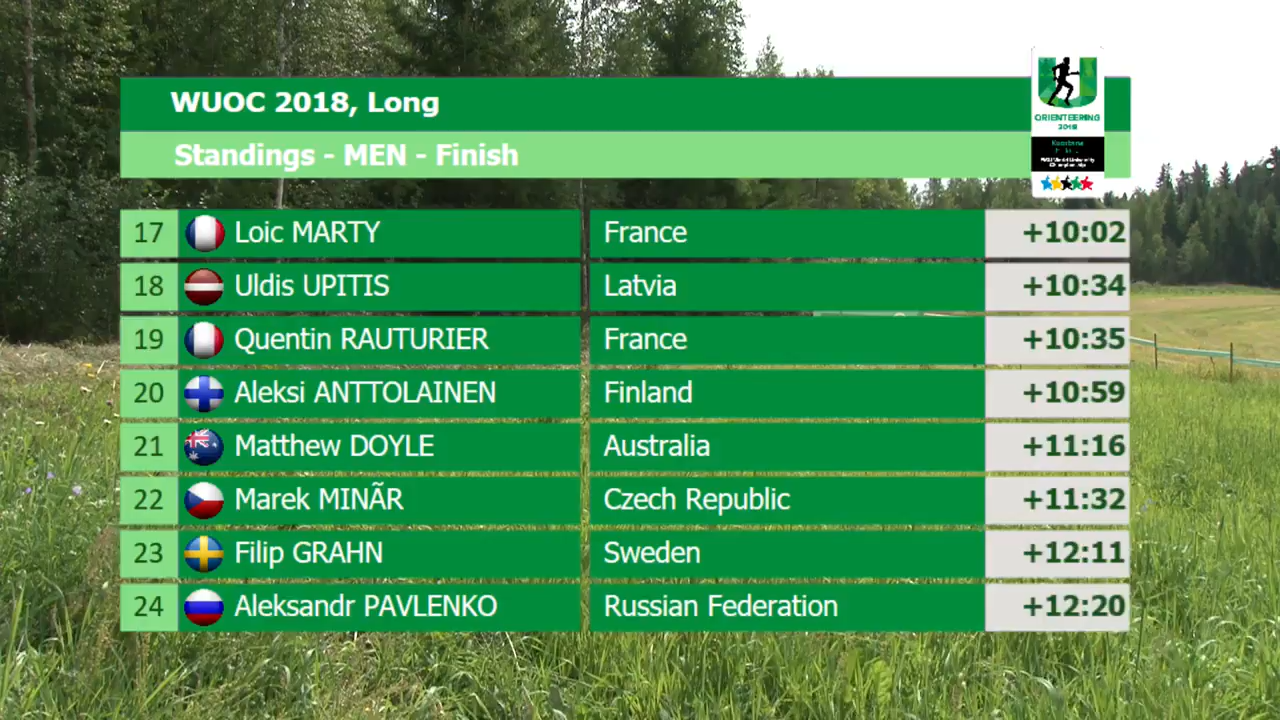 WUOC 2018, Long
Standings - MEN - Finish
ORIENTEERING
2018
17 Loic MARTY France +10:02
18 Uldis UPITIS Latvia +10:34
19 Quentin RAUTURIER France +10:35
20 Aleksi ANTTOLAINEN Finland +10:59
21 Matthew DOYLE Australia +11:16
22 Marek MINÃR Czech Republic +11:32
23 Filip GRAHN Sweden +12:11
24 Aleksandr PAVLENKO Russian Federation +12:20